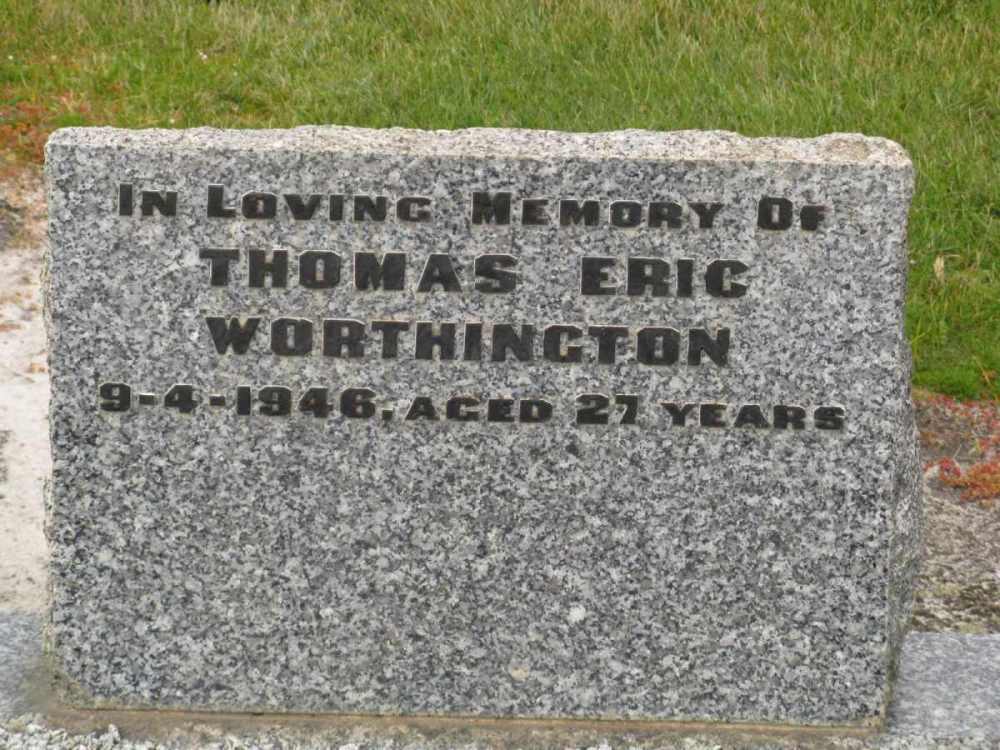 In Loving Memory Of
THOMAS ERIC
WORTHINGTON
9-4-1946, AGED 27 YEARS